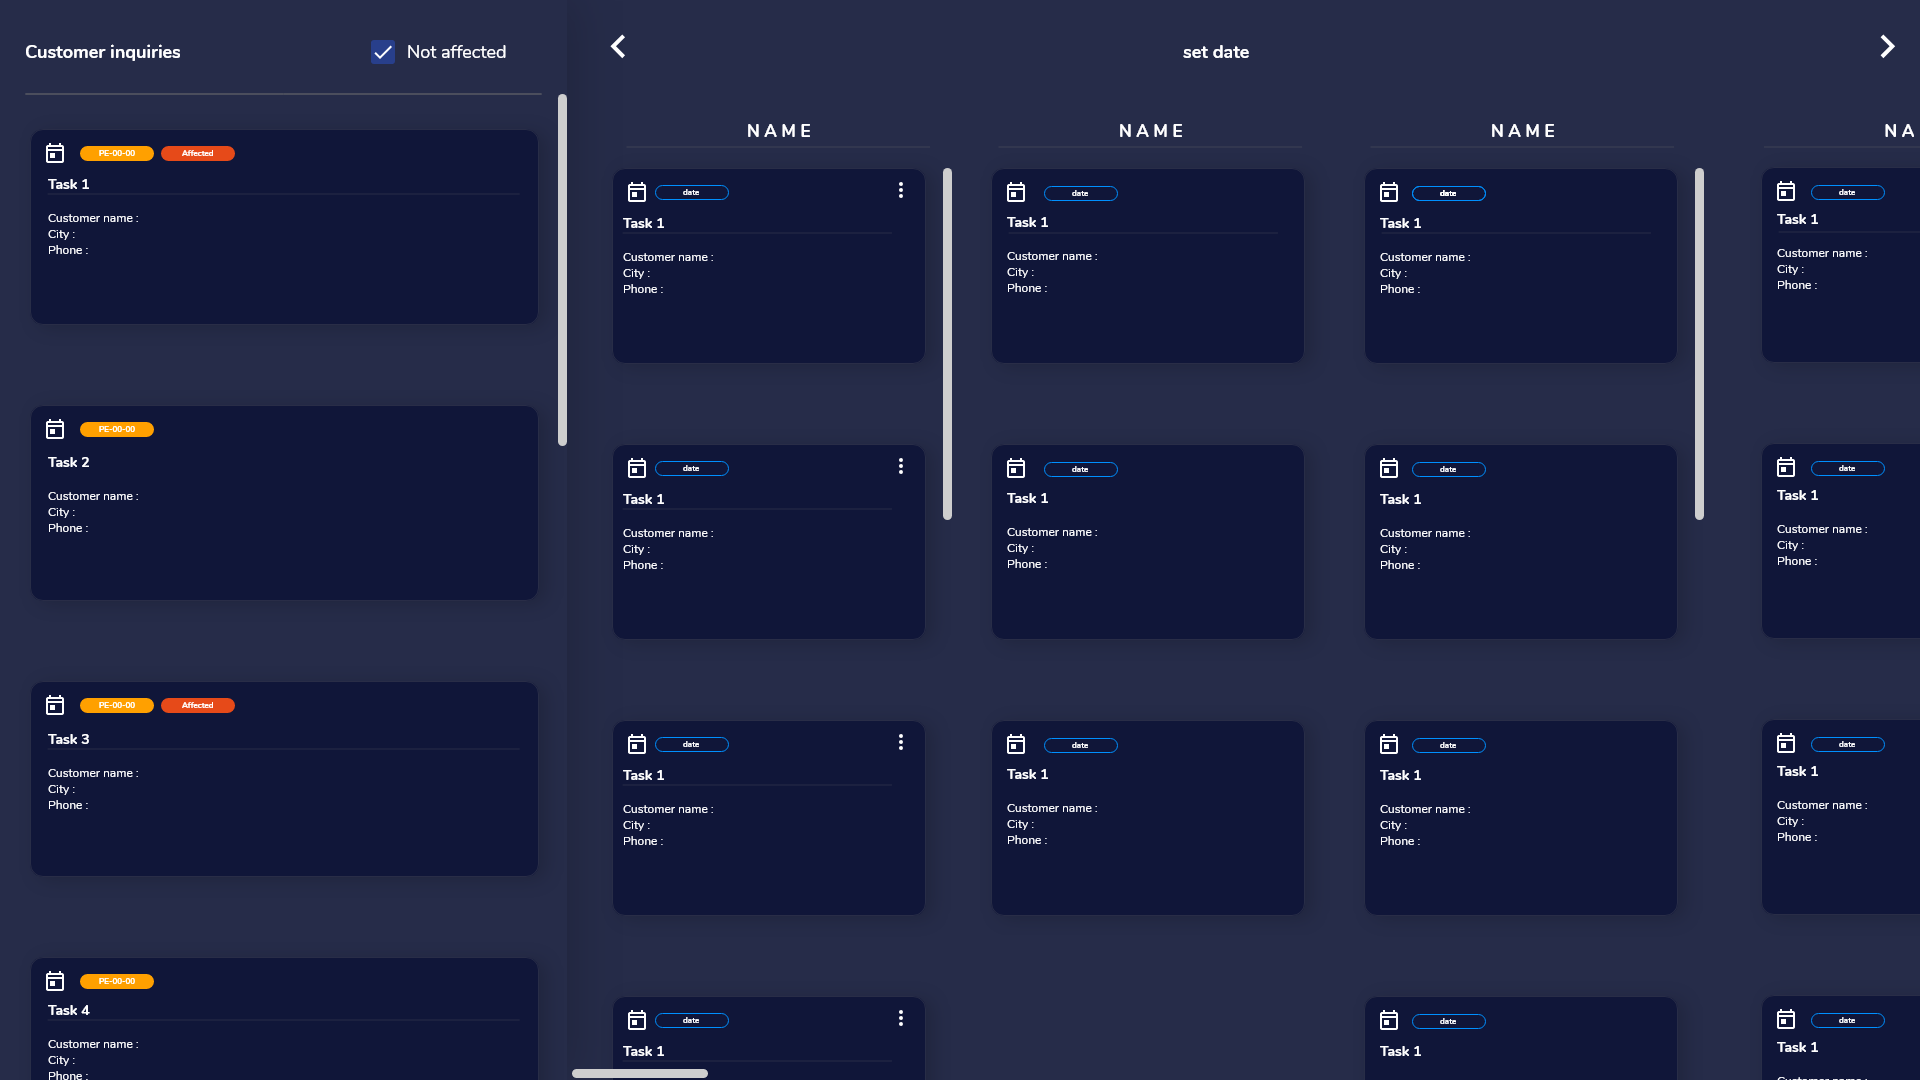 Customer inquiries
Not affected
PE-00-00
Affected
Task 1
Customer name :
City :
Phone :
PE-00-00
Task 2
Customer name :
City :
Phone :
PE-00-00
Affected
Task 3
Customer name :
City :
Phone :
PE-00-00
Task 4
Customer name :
City :
Phone :
set date
NAME
date
Task 1
Customer name :
City :
Phone :
date
Task 1
Customer name :
City :
Phone :
date
Task 1
Customer name :
City :
Phone :
date
Task 1
NAME
date
Task 1
Customer name :
City :
Phone :
date
Task 1
Customer name :
City :
Phone :
date
Task 1
Customer name :
City :
Phone :
NAME
date
Task 1
Customer name :
City :
Phone :
date
Task 1
Customer name :
City :
Phone :
date
Task 1
Customer name :
City :
Phone :
date
Task 1
NA
date
Task 1
Customer name :
City :
Phone :
date
Task 1
Customer name :
City :
Phone :
date
Task 1
Customer name :
City :
Phone :
date
Task 1
Customer name :